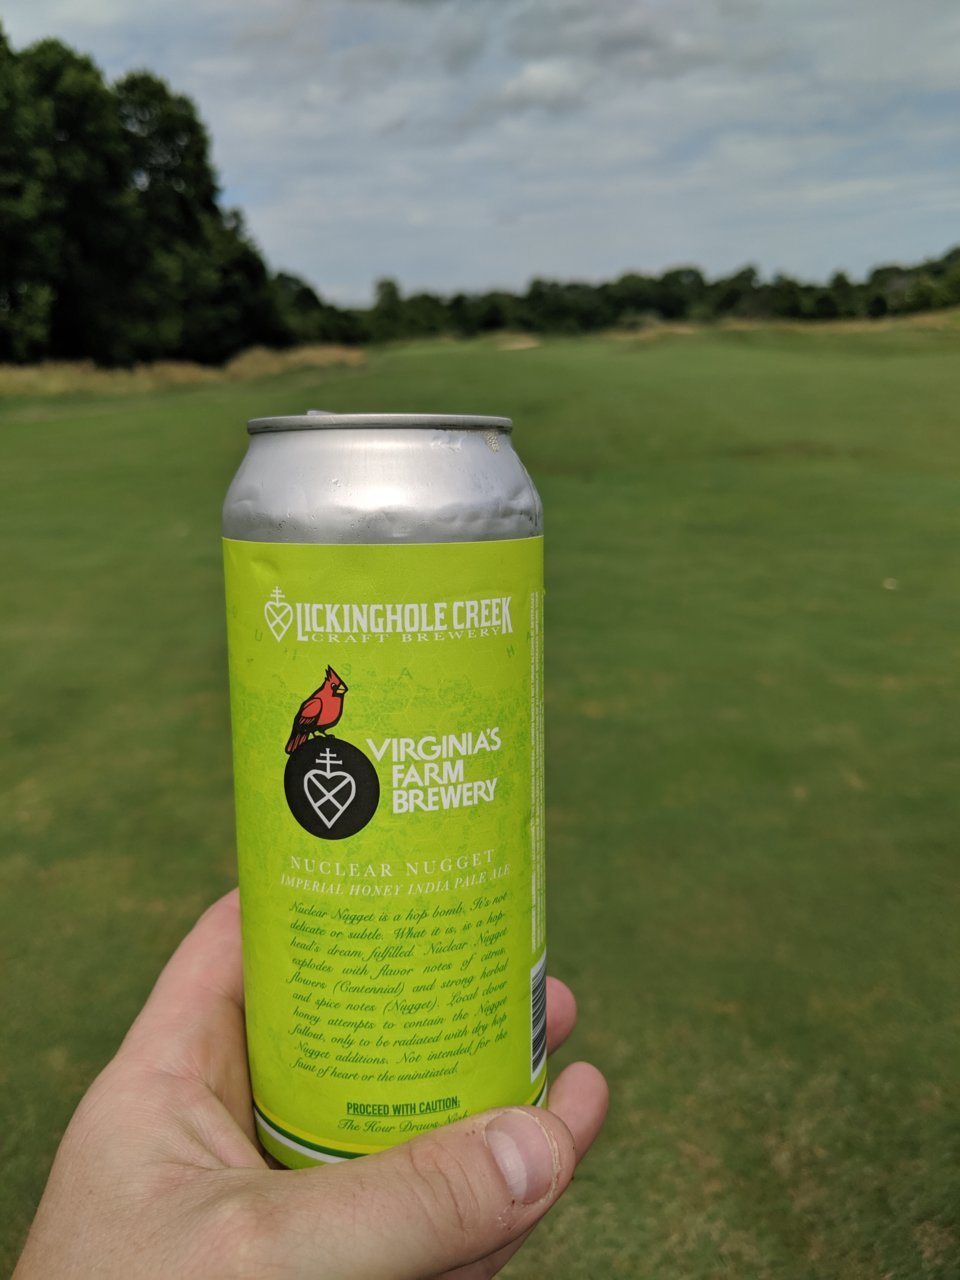 LICKINGHOLE CREEK
CRAFT BREWERY
VIRGINIA'S
FARM
BREWERY
NUCLEAR NUGGET
IMPERIAL HONEY INDIA PALE ALE
Nuclear Nugget is a hop bomb. It's not
delicate or subtle. What it is, is a hop-
head's dream fulfilled. Nuclear Nugget
explodes with flavor notes of citrus,
flowers (Centennial) and strong herbal
and spice notes (Nugget). Local clover
honey attempts to contain the Nugget
fallout, only to be radiated with dry hop
Nugget additions. Not intended for the
faint of heart or the uninitiated.
PROCEED WITH CAUTION:
The Hour Draws Nigh